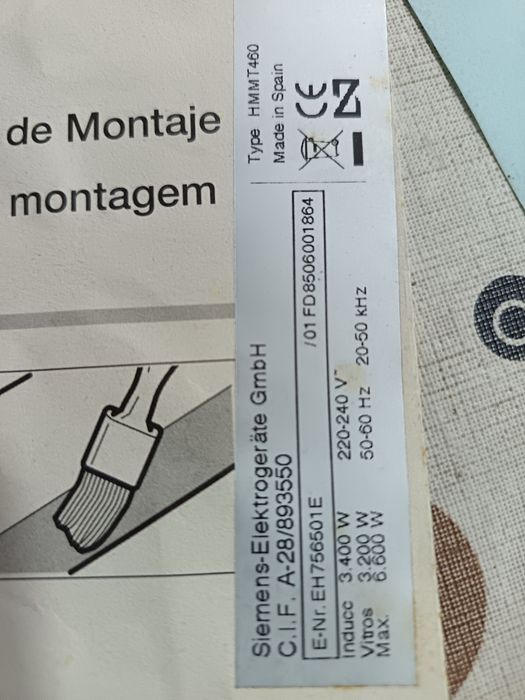 de Montaje
montagem
Siemens-Elektrogeräte GmbH
C.I.F. A-28/893550
Type HMMT460
Made in Spain
E-Nr. EH756501E /01 FD8506001864
CE
N
Inducc 3.400 W 220-240 V~
Vitros 3.200 W 50-60 Hz 20-50 kHz
Max. 6.600 W